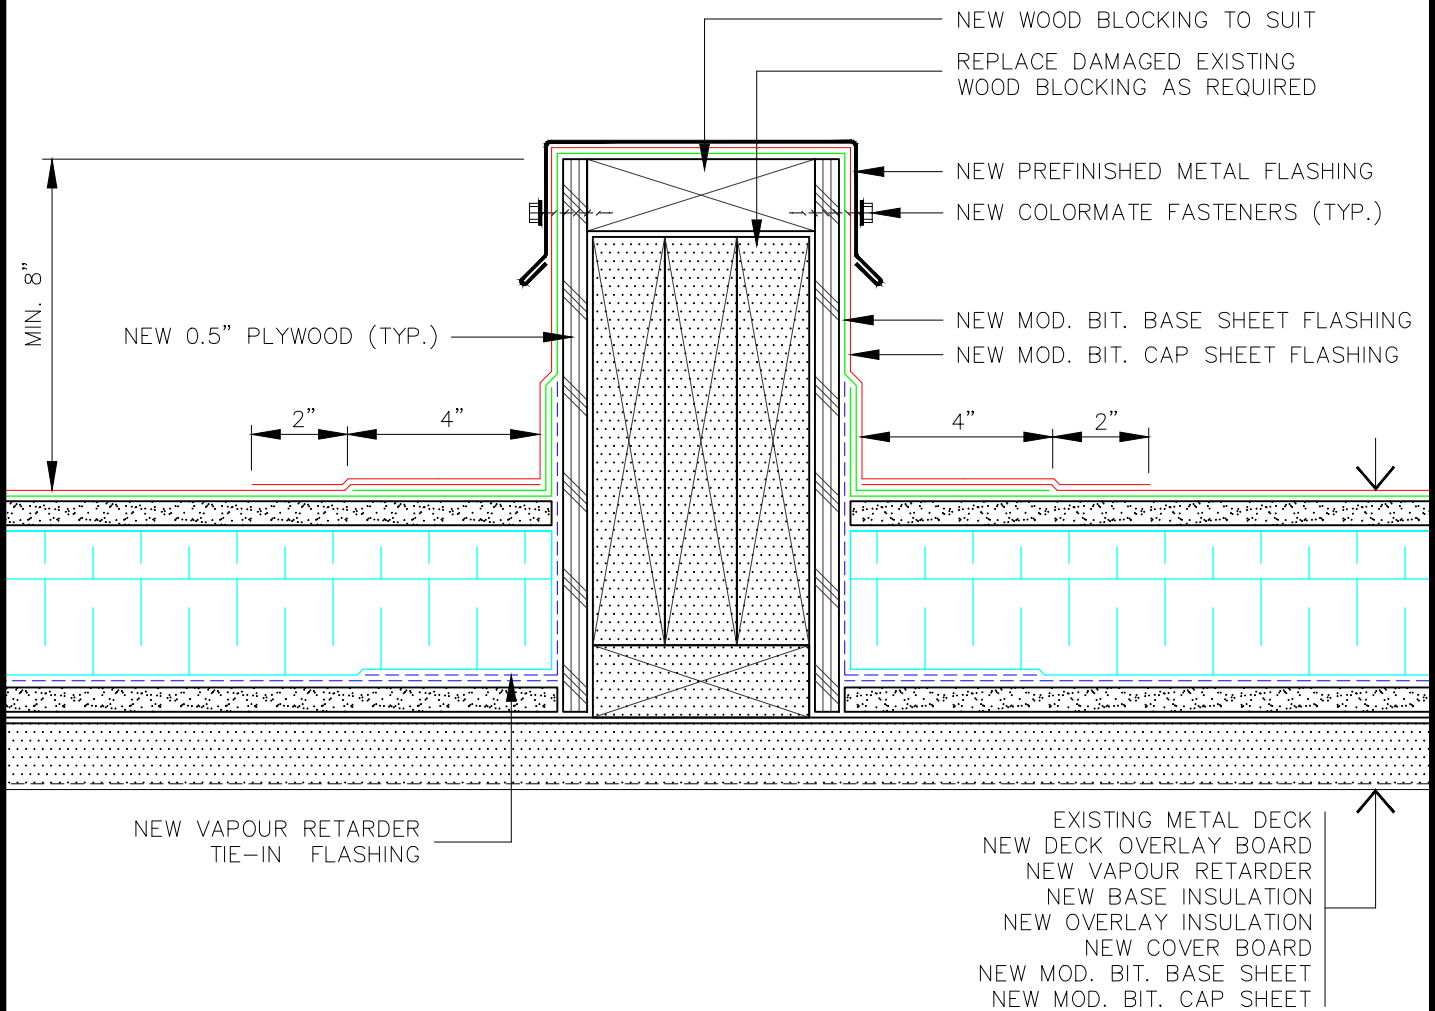 NEW WOOD BLOCKING TO SUIT
REPLACE DAMAGED EXISTING
WOOD BLOCKING AS REQUIRED
NEW PREFINISHED METAL FLASHING
NEW COLORMATE FASTENERS (TYP.)
MIN. 8”
NEW 0.5” PLYWOOD (TYP.)
NEW MOD. BIT. BASE SHEET FLASHING
NEW MOD. BIT. CAP SHEET FLASHING
2”
4”
4”
2”
NEW VAPOUR RETARDER
TIE–IN FLASHING
EXISTING METAL DECK
NEW DECK OVERLAY BOARD
NEW VAPOUR RETARDER
NEW BASE INSULATION
NEW OVERLAY INSULATION
NEW COVER BOARD
NEW MOD. BIT. BASE SHEET
NEW MOD. BIT. CAP SHEET